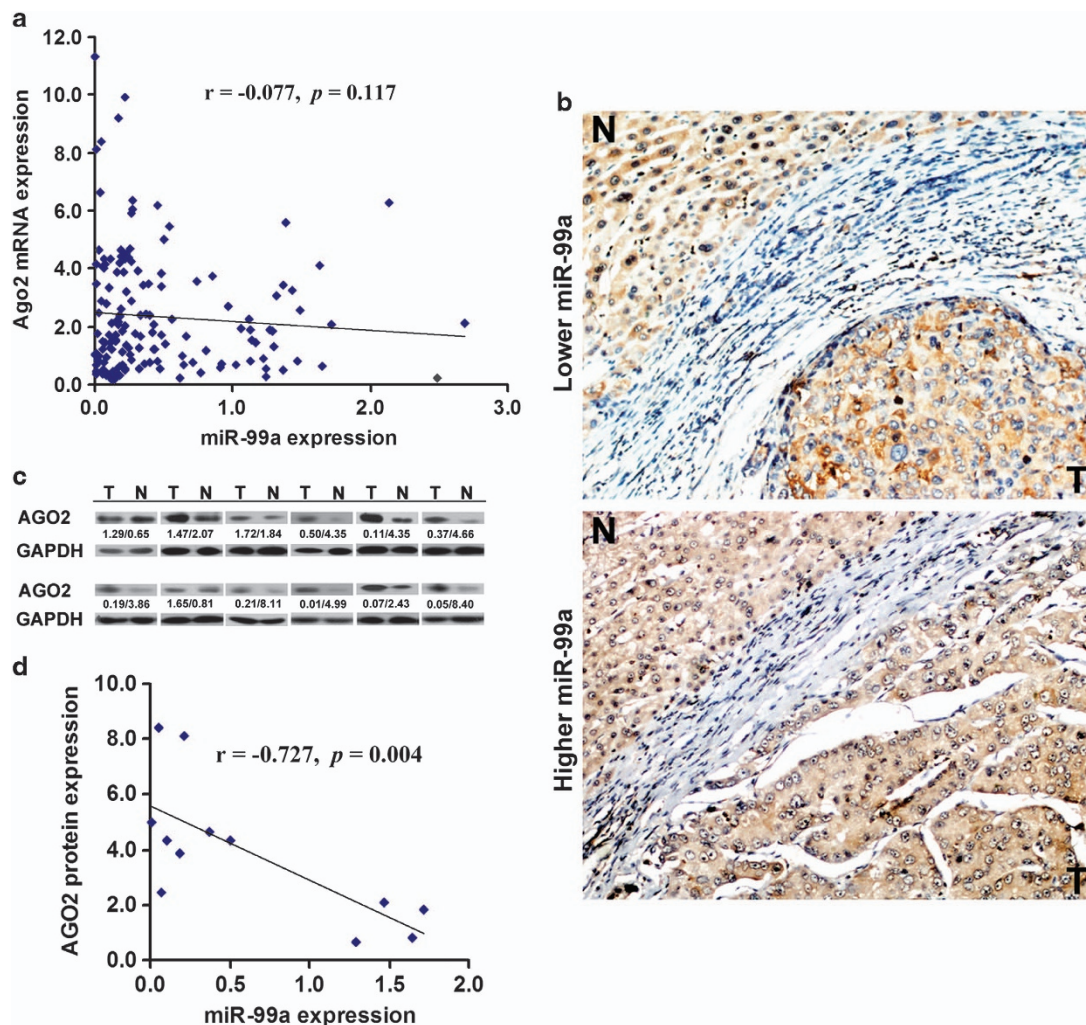 a
12.0
10.0
8.0
6.0
4.0
2.0
0.0
Ago2 mRNA expression
r = -0.077, p = 0.117
0.0 1.0 2.0 3.0
miR-99a expression
b
N
Lower miR-99a
T
N
Higher miR-99a
T
c
T N T N T N T N T N T N
AGO2
1.29/0.65 1.47/2.07 1.72/1.84 0.50/4.35 0.11/4.35 0.37/4.66
GAPDH
AGO2
0.19/3.86 1.65/0.81 0.21/8.11 0.01/4.99 0.07/2.43 0.05/8.40
GAPDH
d
10.0
8.0
6.0
4.0
2.0
0.0
AGO2 protein expression
r = -0.727, p = 0.004
0.0 0.5 1.0 1.5 2.0
miR-99a expression